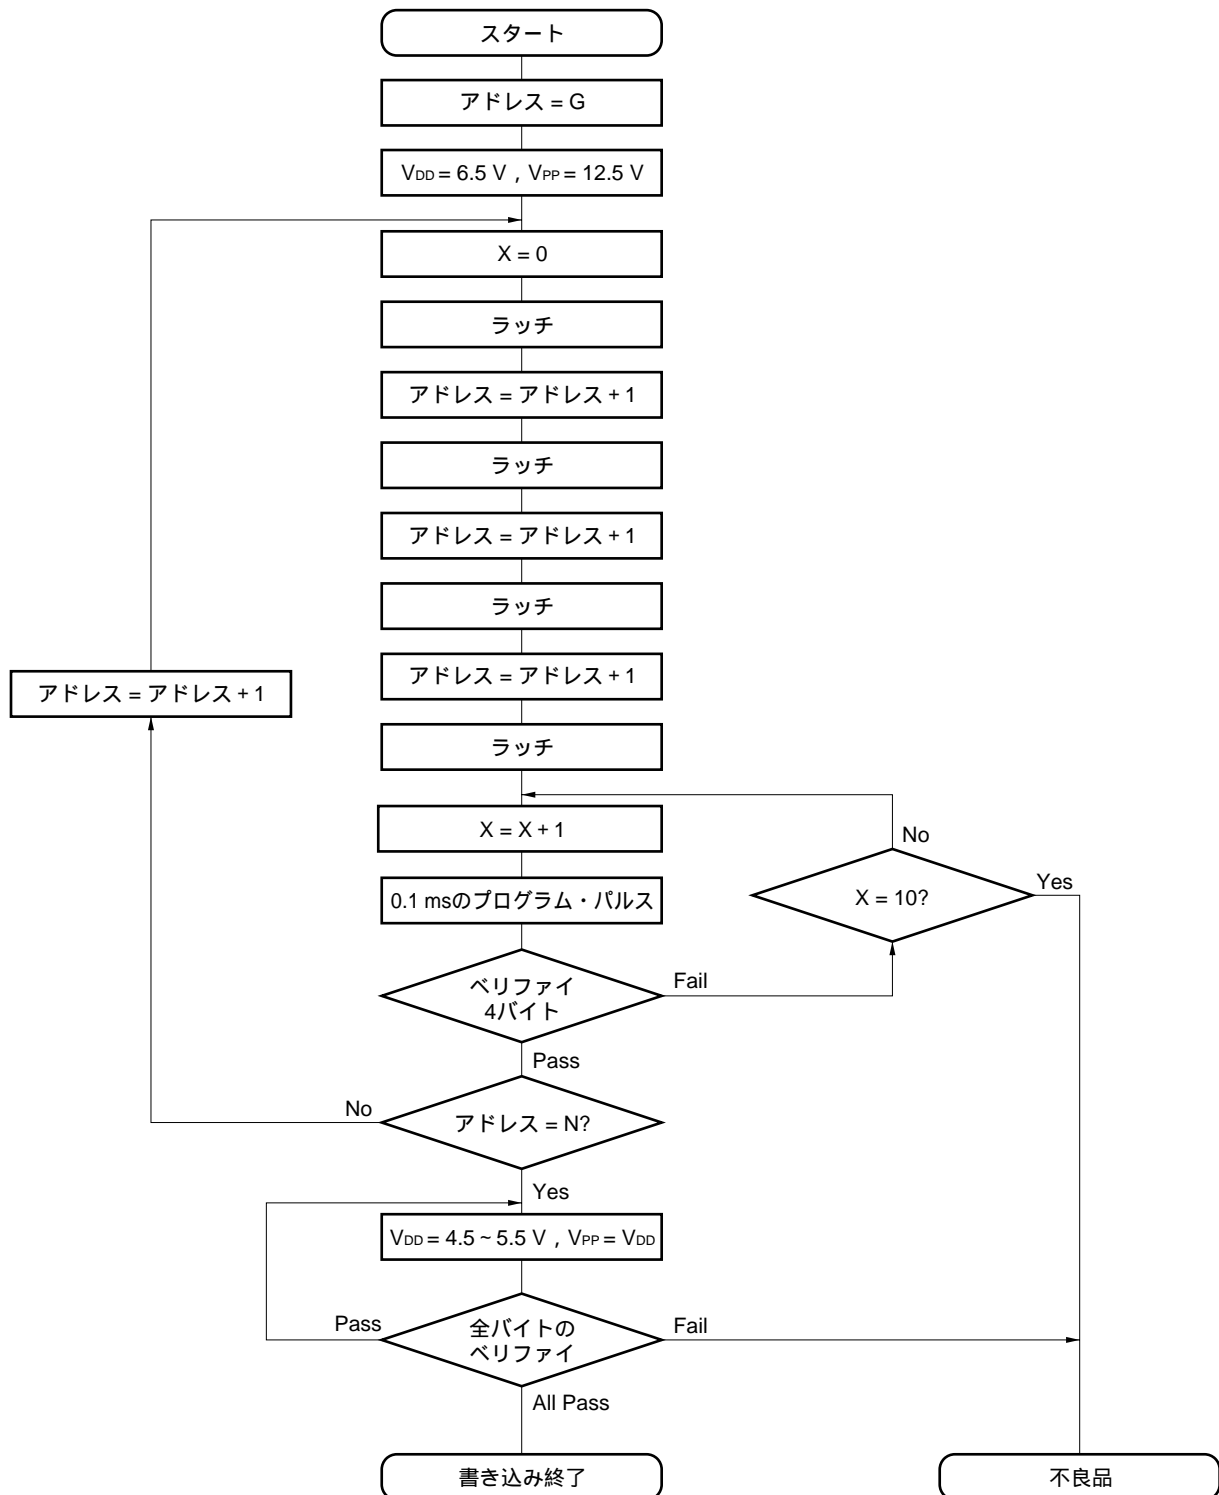 スタート
アドレス = G
VDD = 6.5 V , VPP = 12.5 V
X = 0
ラッチ
アドレス = アドレス + 1
ラッチ
アドレス = アドレス + 1
ラッチ
アドレス = アドレス + 1
アドレス = アドレス + 1
ラッチ
X = X + 1
No
0.1 msのプログラム・パルス
X = 10?
Yes
ベリファイ
4バイト
Fail
Pass
No
アドレス = N?
Yes
VDD = 4.5 ~ 5.5 V , VPP = VDD
Pass
全バイトの
ベリファイ
Fail
All Pass
書き込み終了
不良品